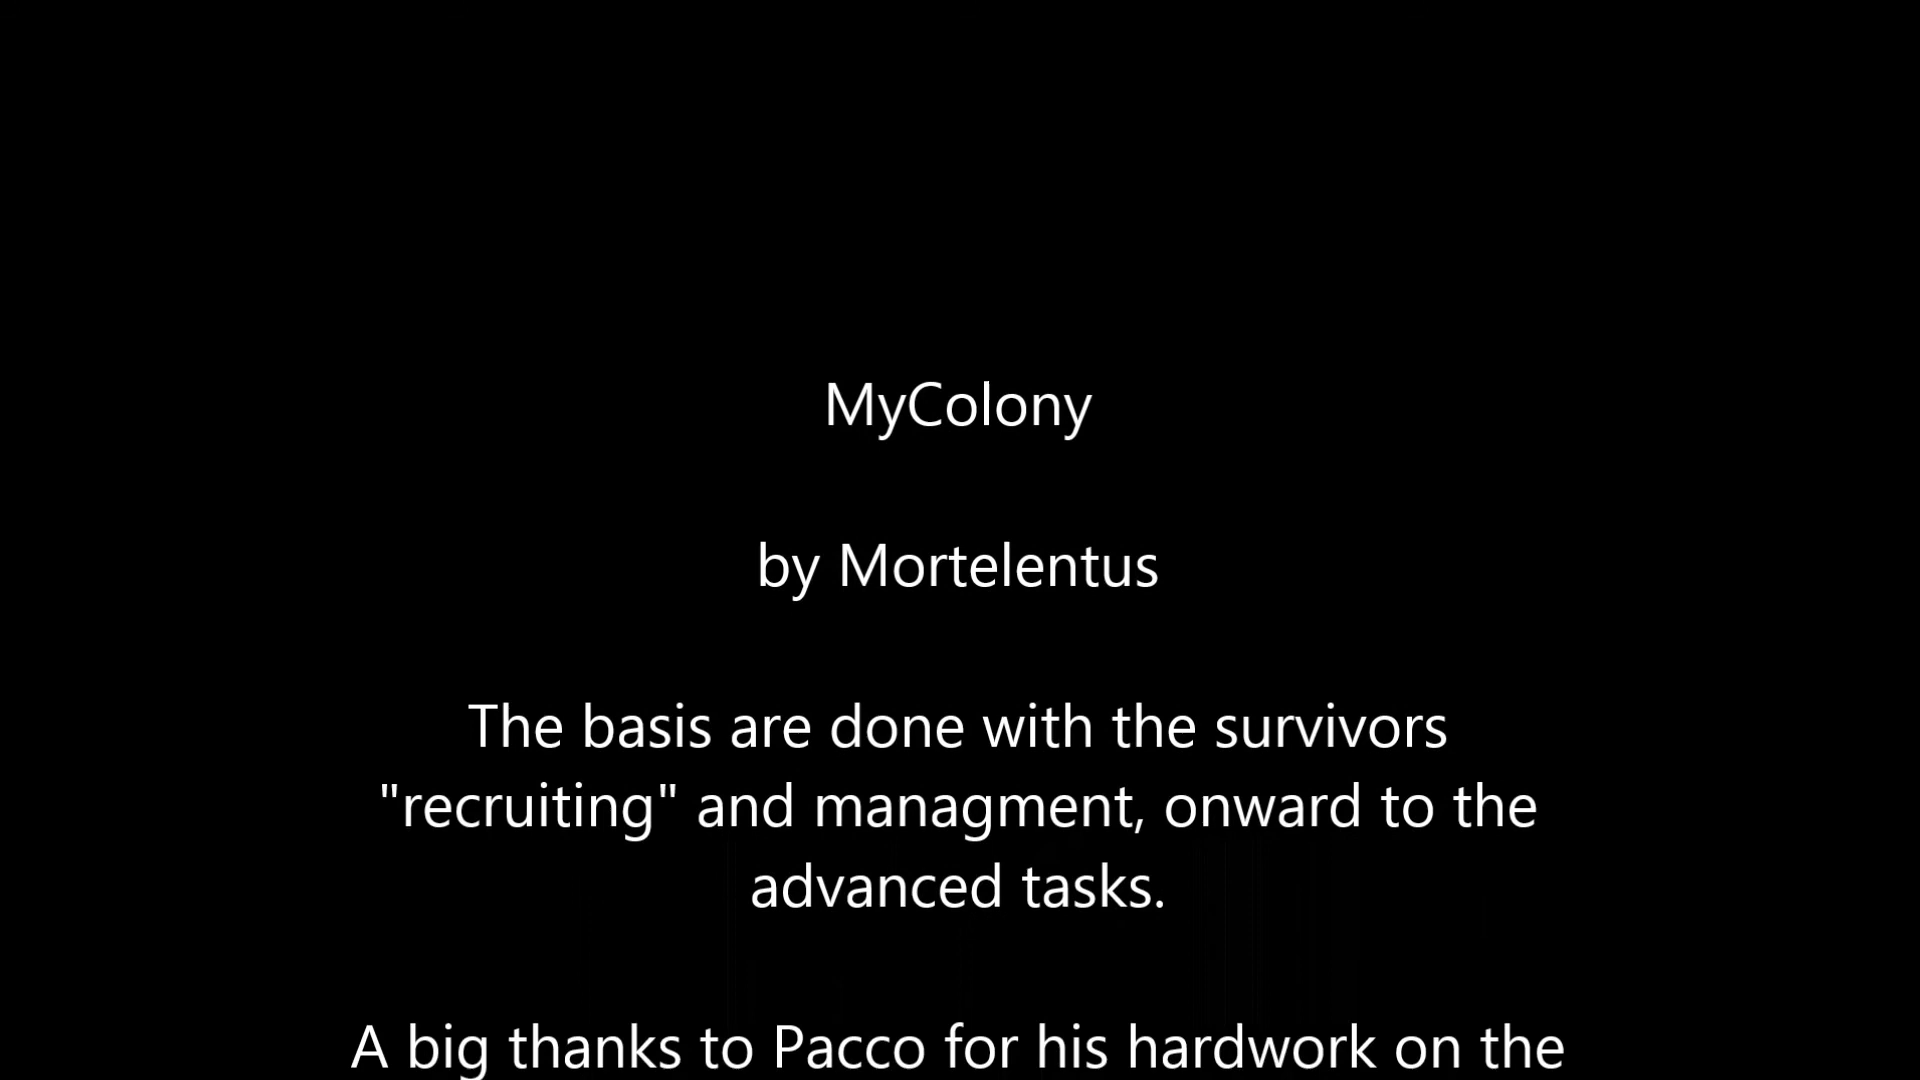 MyColony
by Mortelentus
The basis are done with the survivors
"recruiting" and managment, onward to the
advanced tasks.
A big thanks to Pacco for his hardwork on the